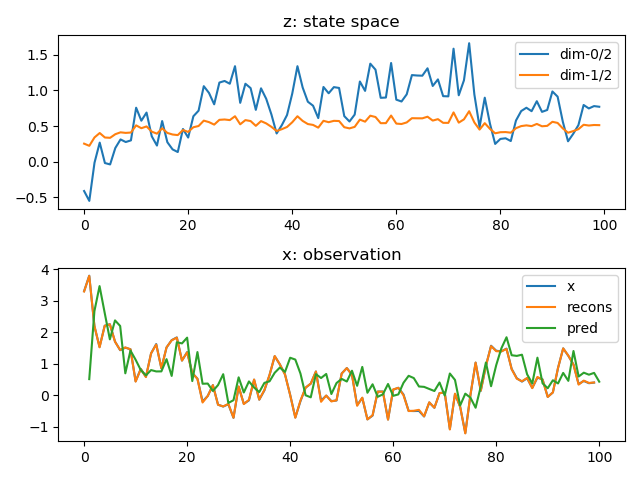 z: state space
1.5
1.0
0.5
0.0
−0.5
dim-0/2
dim-1/2
0 20 40 60 80 100
x: observation
4
3
2
1
0
−1
x
recons
pred
0 20 40 60 80 100